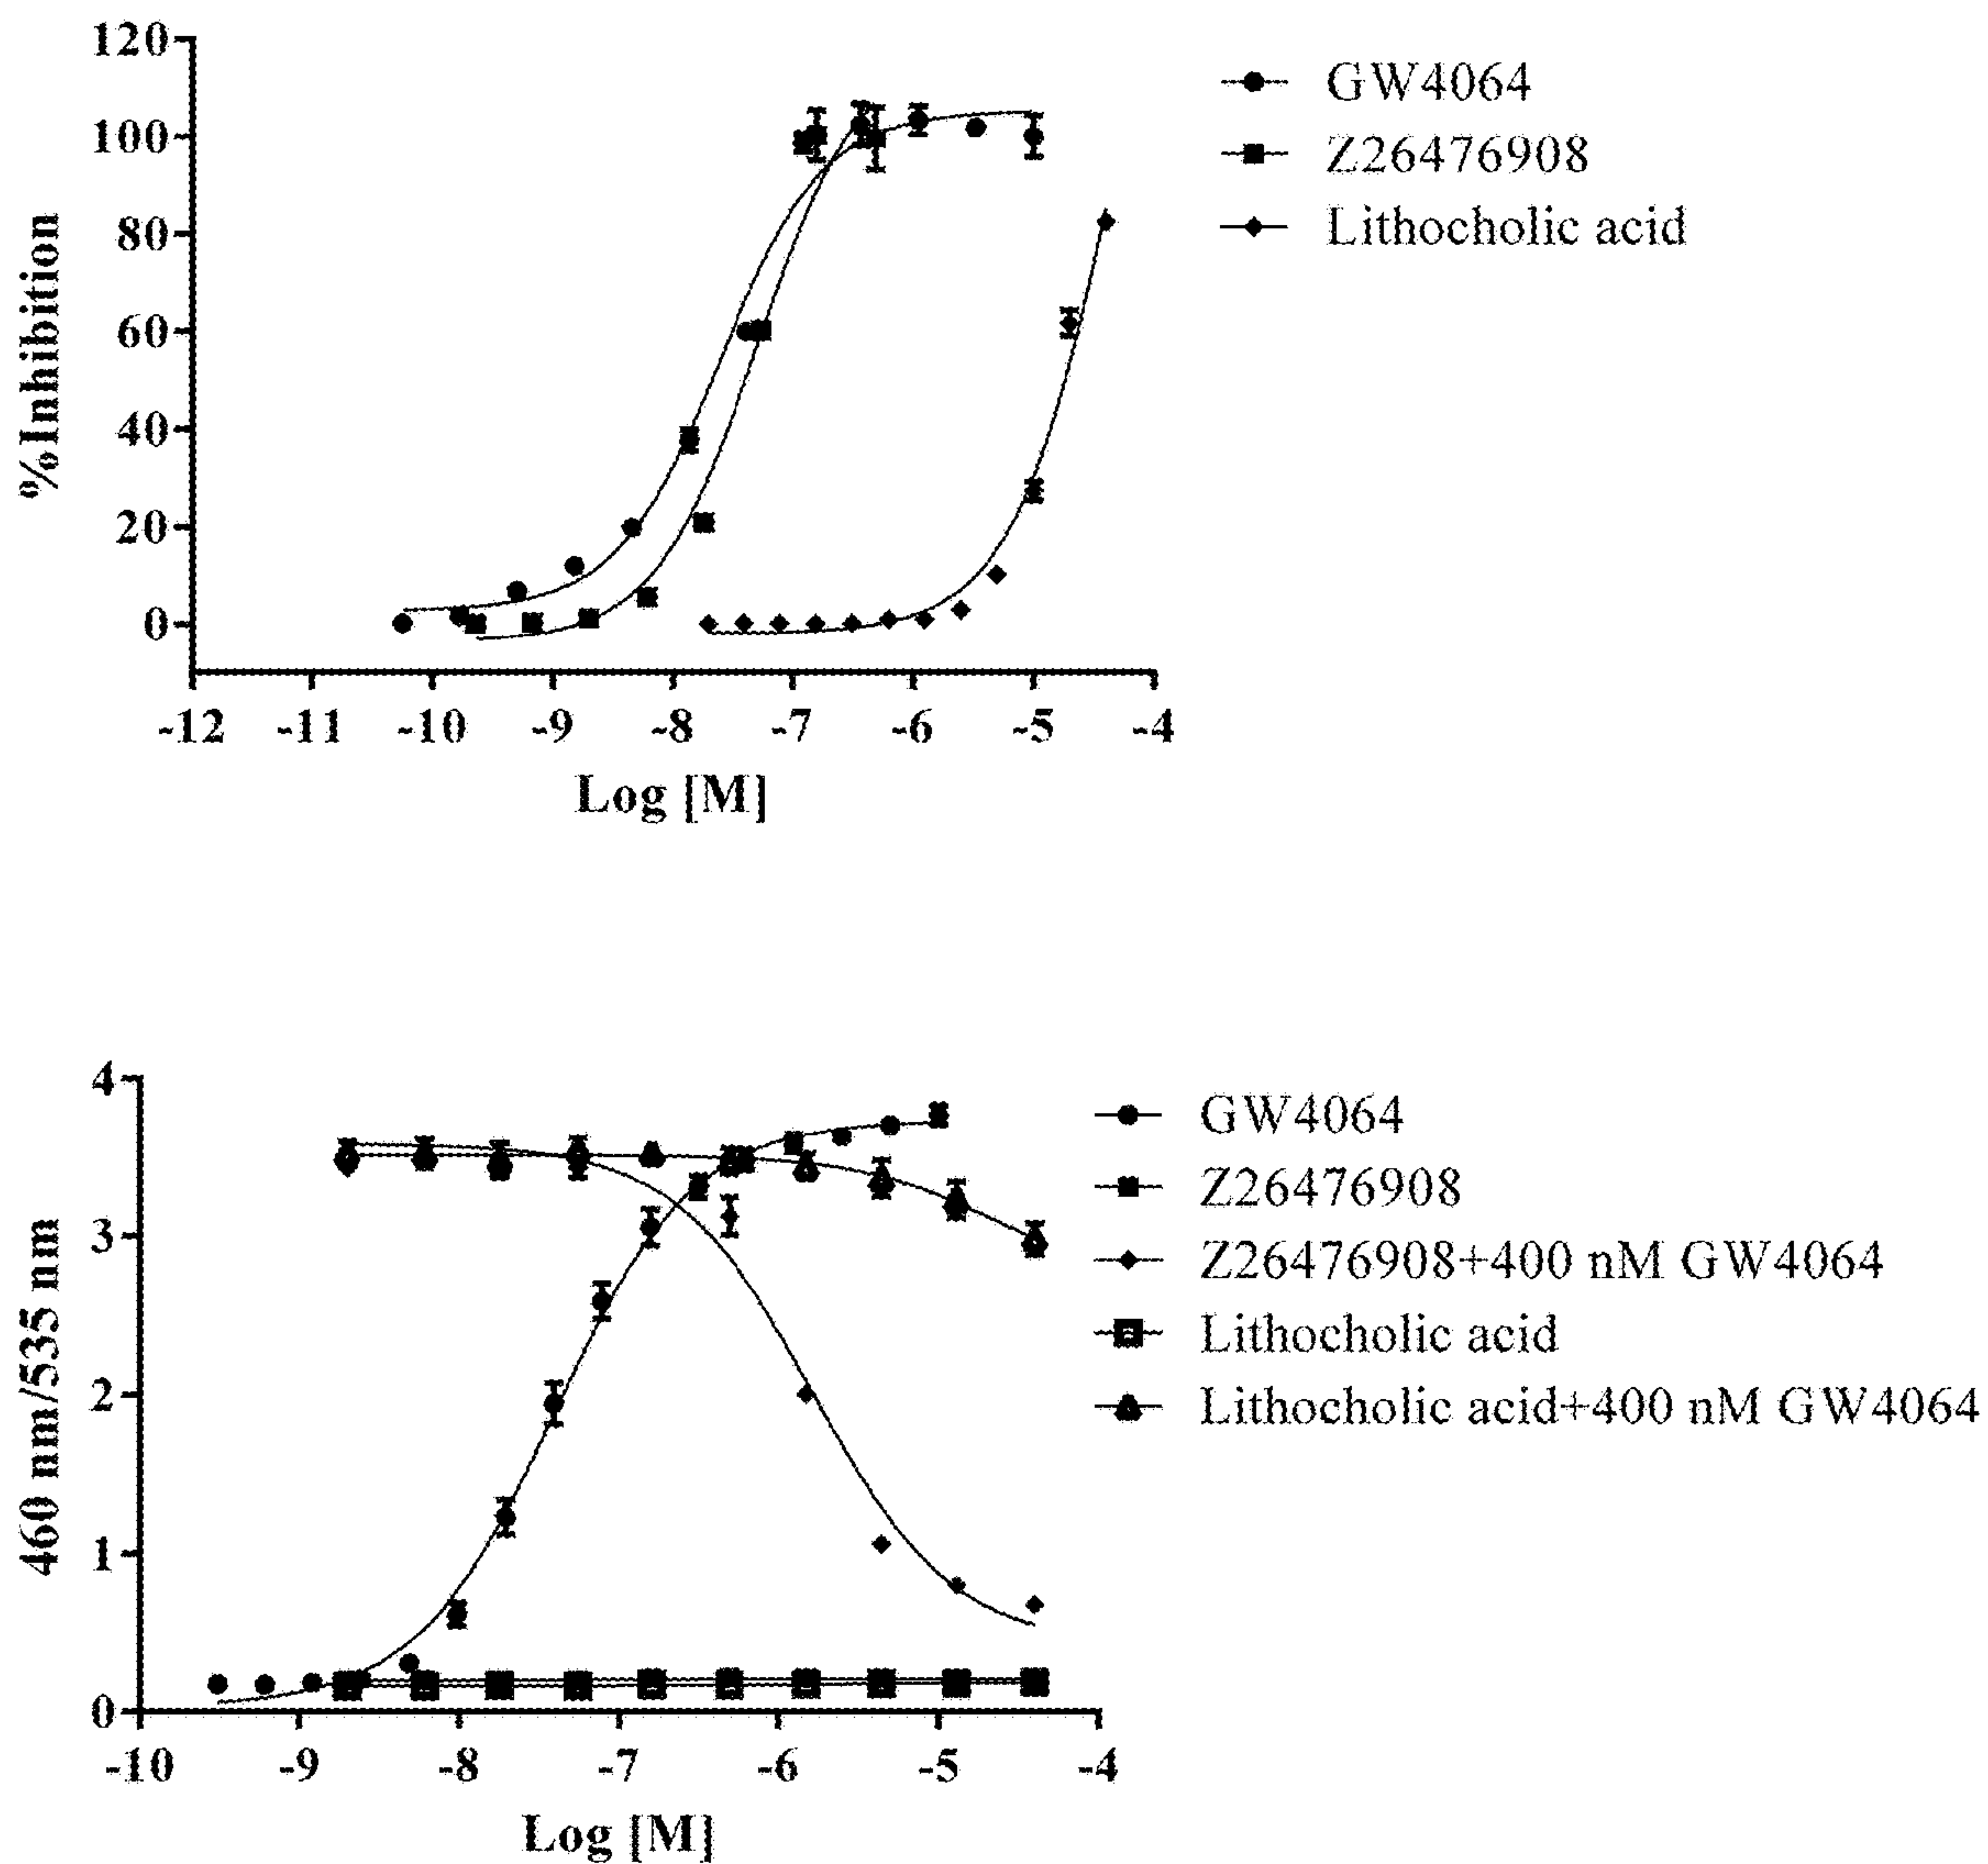 120
100
80
60
40
20
0
%Inhibition
-12 -11 -10 -9 -8 -7 -6 -5 -4
Log [M]
GW4064
Z26476908
Lithocholic acid
4
3
2
1
0
460 nm/535 nm
-10 -9 -8 -7 -6 -5 -4
Log [M]
GW4064
Z26476908
Z26476908+400 nM GW4064
Lithocholic acid
Lithocholic acid+400 nM GW4064